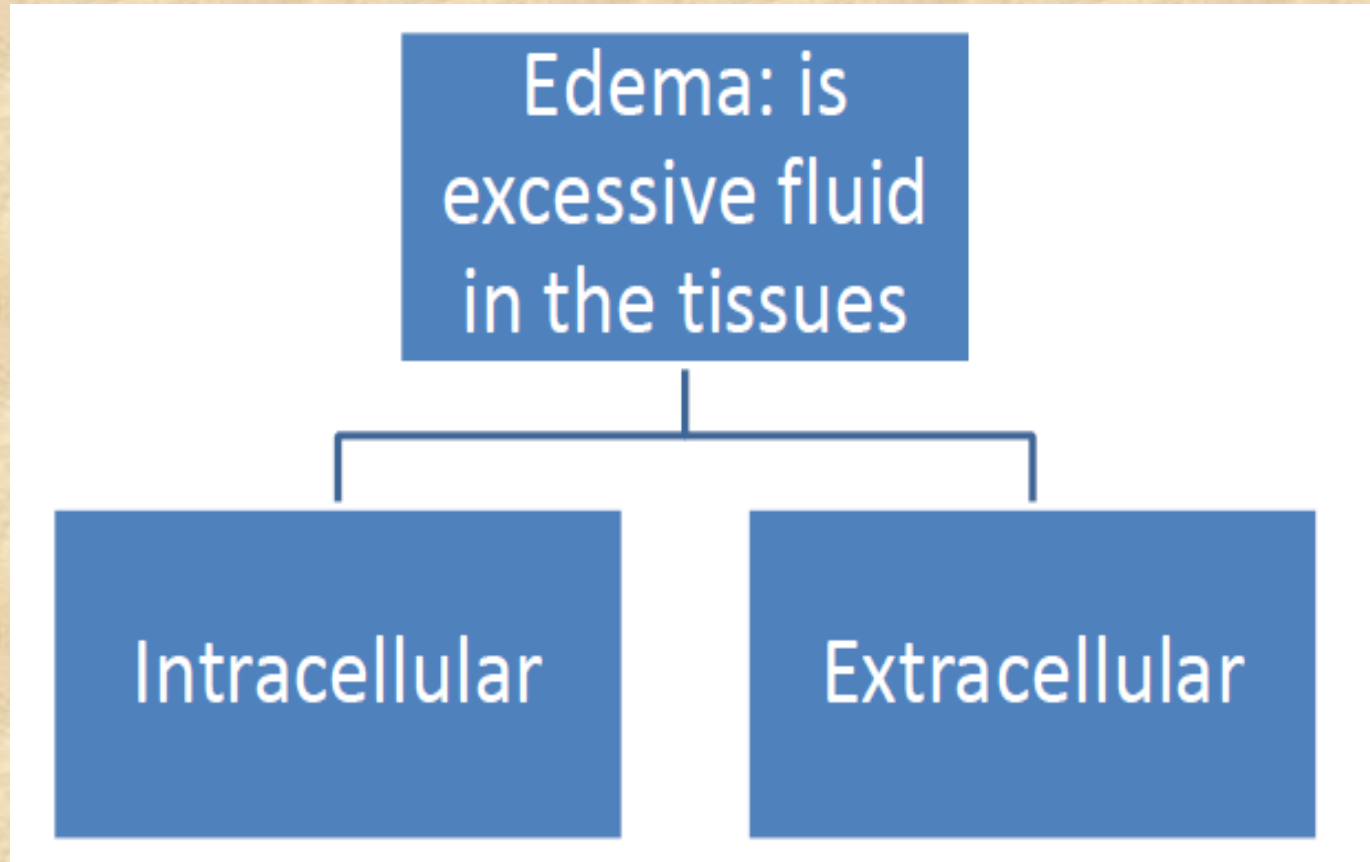 Edema: is
excessive fluid
in the tissues
Intracellular
Extracellular